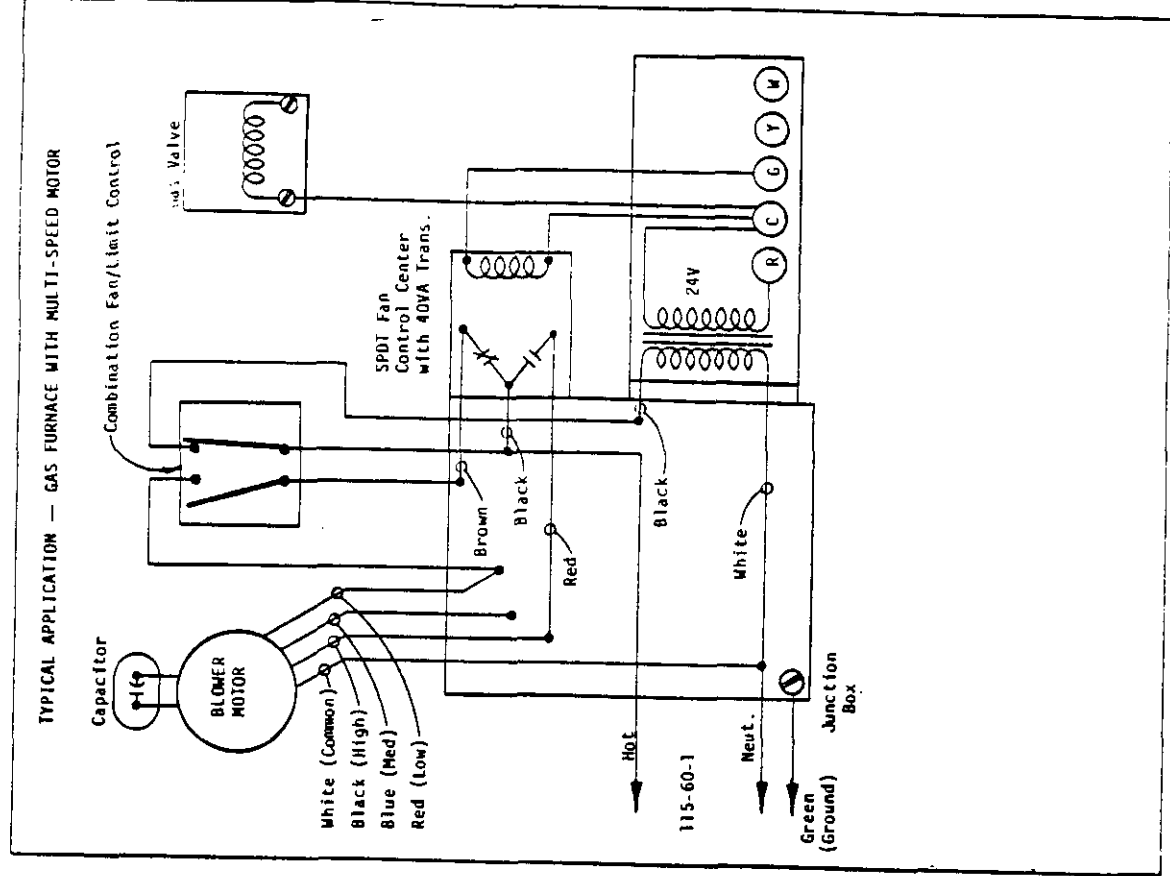 TYPICAL APPLICATION — GAS FURNACE WITH MULTI-SPEED MOTOR
Combination Fan/Limit Control
Valve
Capacitor
BLOWER
MOTOR
SPDT Fan
Control Center
with 40VA Trans.
White (Common)
Black (High)
Blue (Med)
Red (Low)
Brown
Black
Red
Black
White
24V
R
C
G
Y
W
Hot
115-60-1
Neut.
Green
(Ground)
Junction
Box